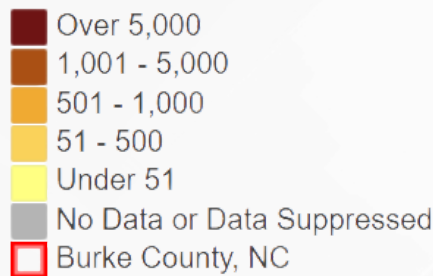 Over 5,000
1,001 - 5,000
501 - 1,000
51 - 500
Under 51
No Data or Data Suppressed
Burke County, NC